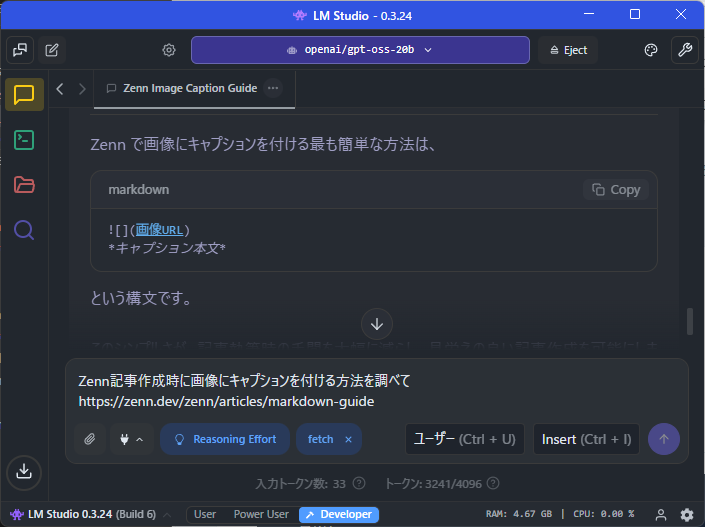 LM Studio - 0.3.24
openai/gpt-oss-20b
Eject
Zenn Image Caption Guide
Zenn で画像にキャプションを付ける最も簡単な方法は、
markdown
Copy
![](画像URL)
*キャプション本文*
という構文です。
Zenn記事作成時に画像にキャプションを付ける方法を調べて
https://zenn.dev/zenn/articles/markdown-guide
Reasoning Effort
fetch ×
ユーザー (Ctrl + U)
Insert (Ctrl + I)
入力トークン数: 33
トークン: 3241/4096
LM Studio 0.3.24 (Build 6)
User
Power User
Developer
RAM: 4.67 GB | CPU: 0.00 %